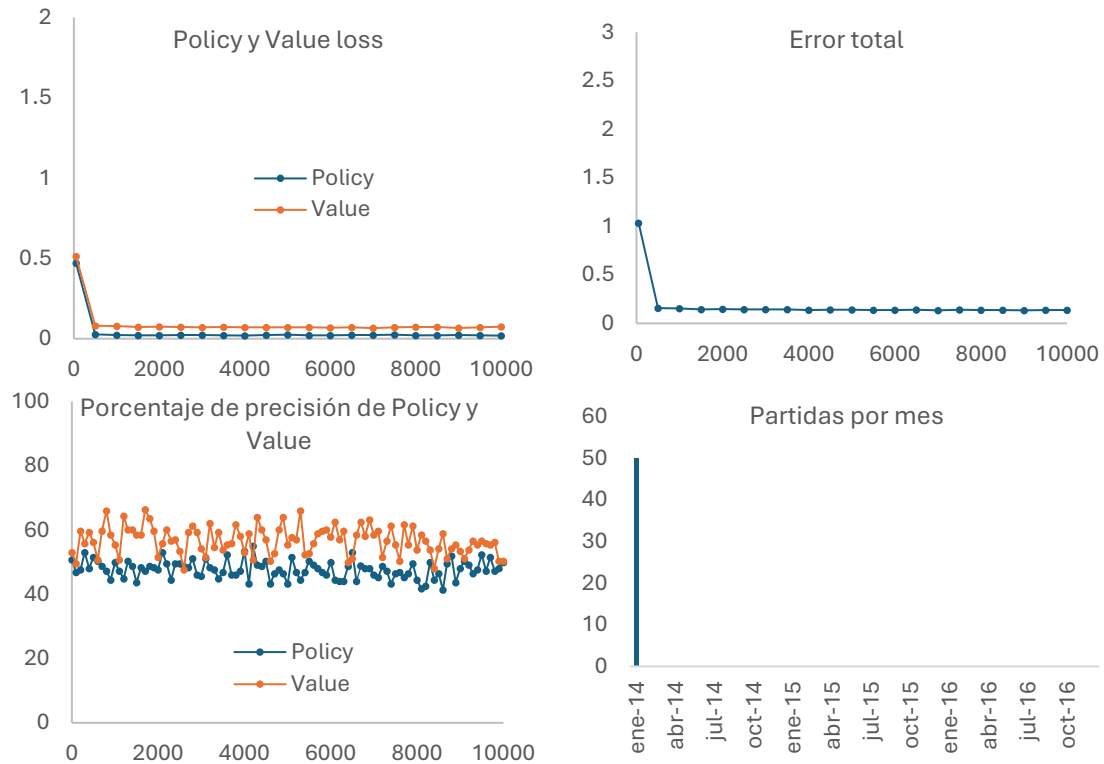 Policy y Value loss
2
1.5
1
0.5
0
Policy
Value
0 2000 4000 6000 8000 10000
Error total
3
2.5
2
1.5
1
0.5
0
0 2000 4000 6000 8000 10000
Porcentaje de precisión de Policy y
Value
100
80
60
40
20
0
Policy
Value
0 2000 4000 6000 8000 10000
Partidas por mes
60
50
40
30
20
10
0
ene-14
abr-14
jul-14
oct-14
ene-15
abr-15
jul-15
oct-15
ene-16
abr-16
jul-16
oct-16